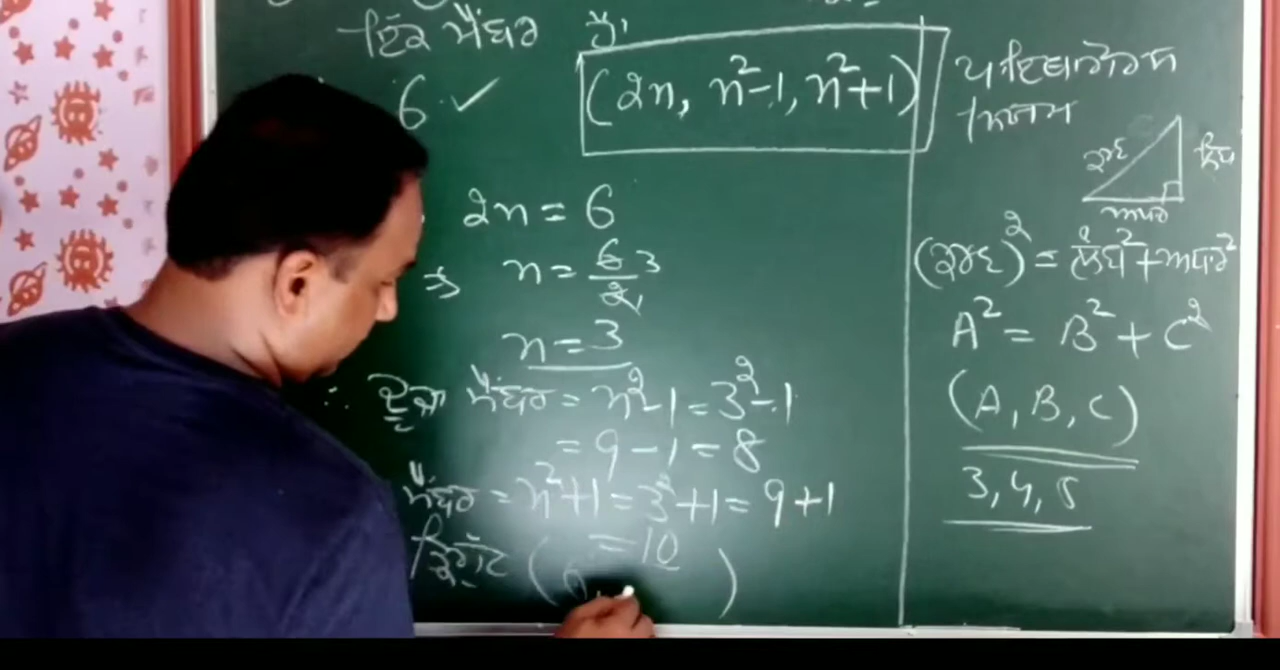 ਇੱਕ ਮੈਂਬਰ ਹੈ
6 ✓
(2n, n²-1, n²+1)
2n = 6
⇒ n = 6/2 3
n = 3
∴ ਦੂਜਾ ਮੈਂਬਰ = n²-1 = 3²-1
= 9 - 1 = 8
ਮੈਂਬਰ = n²+1 = 3²+1 = 9+1
= 10
ਤ੍ਰਿਗੁੱਟ (6, )
ਪਾਇਥਾਗੋਰਸ
ਨਿਯਮ
ਕਰਣ
ਲੰਬ
ਆਧਾਰ
(ਕਰਣ)² = ਲੰਬ² + ਆਧਾਰ²
A² = B² + C²
(A, B, C)
3, 4, 5